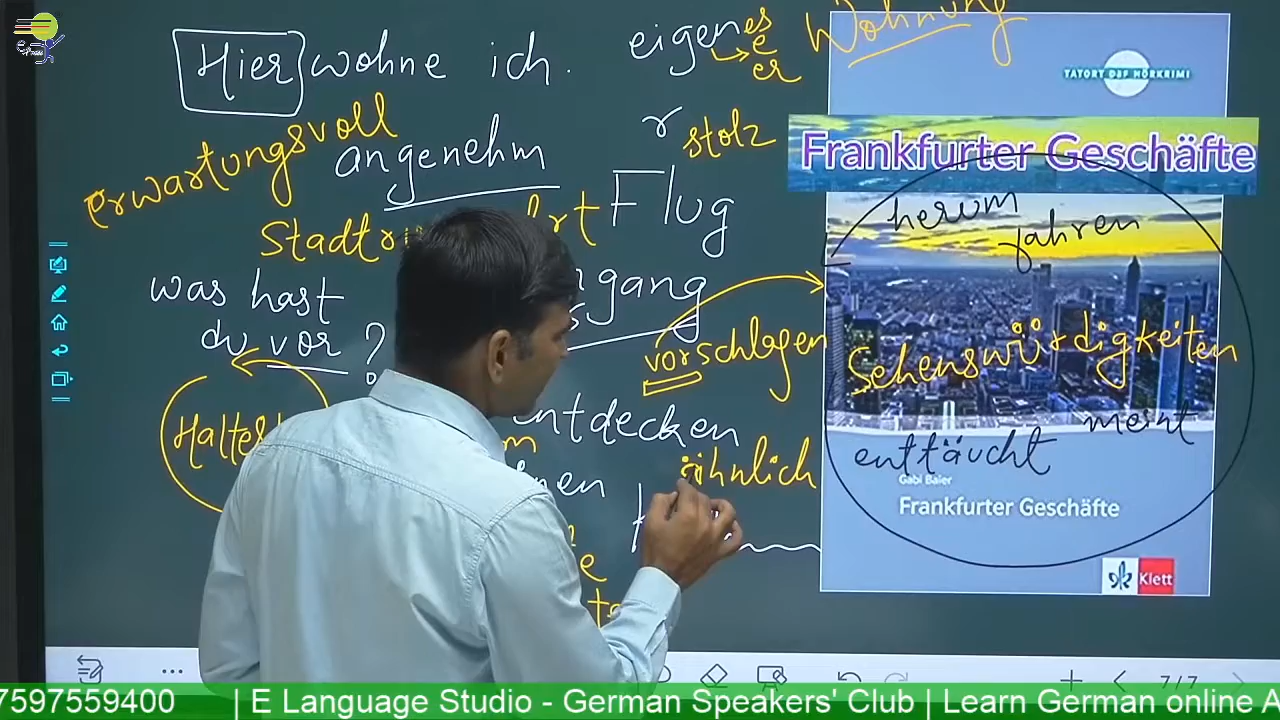 Hier wohne ich.
eigenes
e
er
Wohnung
erwartungsvoll
angenehm
r stolz
Flug
was hast
du vor ?
gang
vorschlagen
entdecken
ähnlich
TATORT DAF HÖRKRIMI
Frankfurter Geschäfte
herum
fahren
Sehenswürdigkeiten
enttäucht
meint
Gabi Baier
Frankfurter Geschäfte
Klett
7/7
7597559400 | E Language Studio - German Speakers' Club | Learn German online A